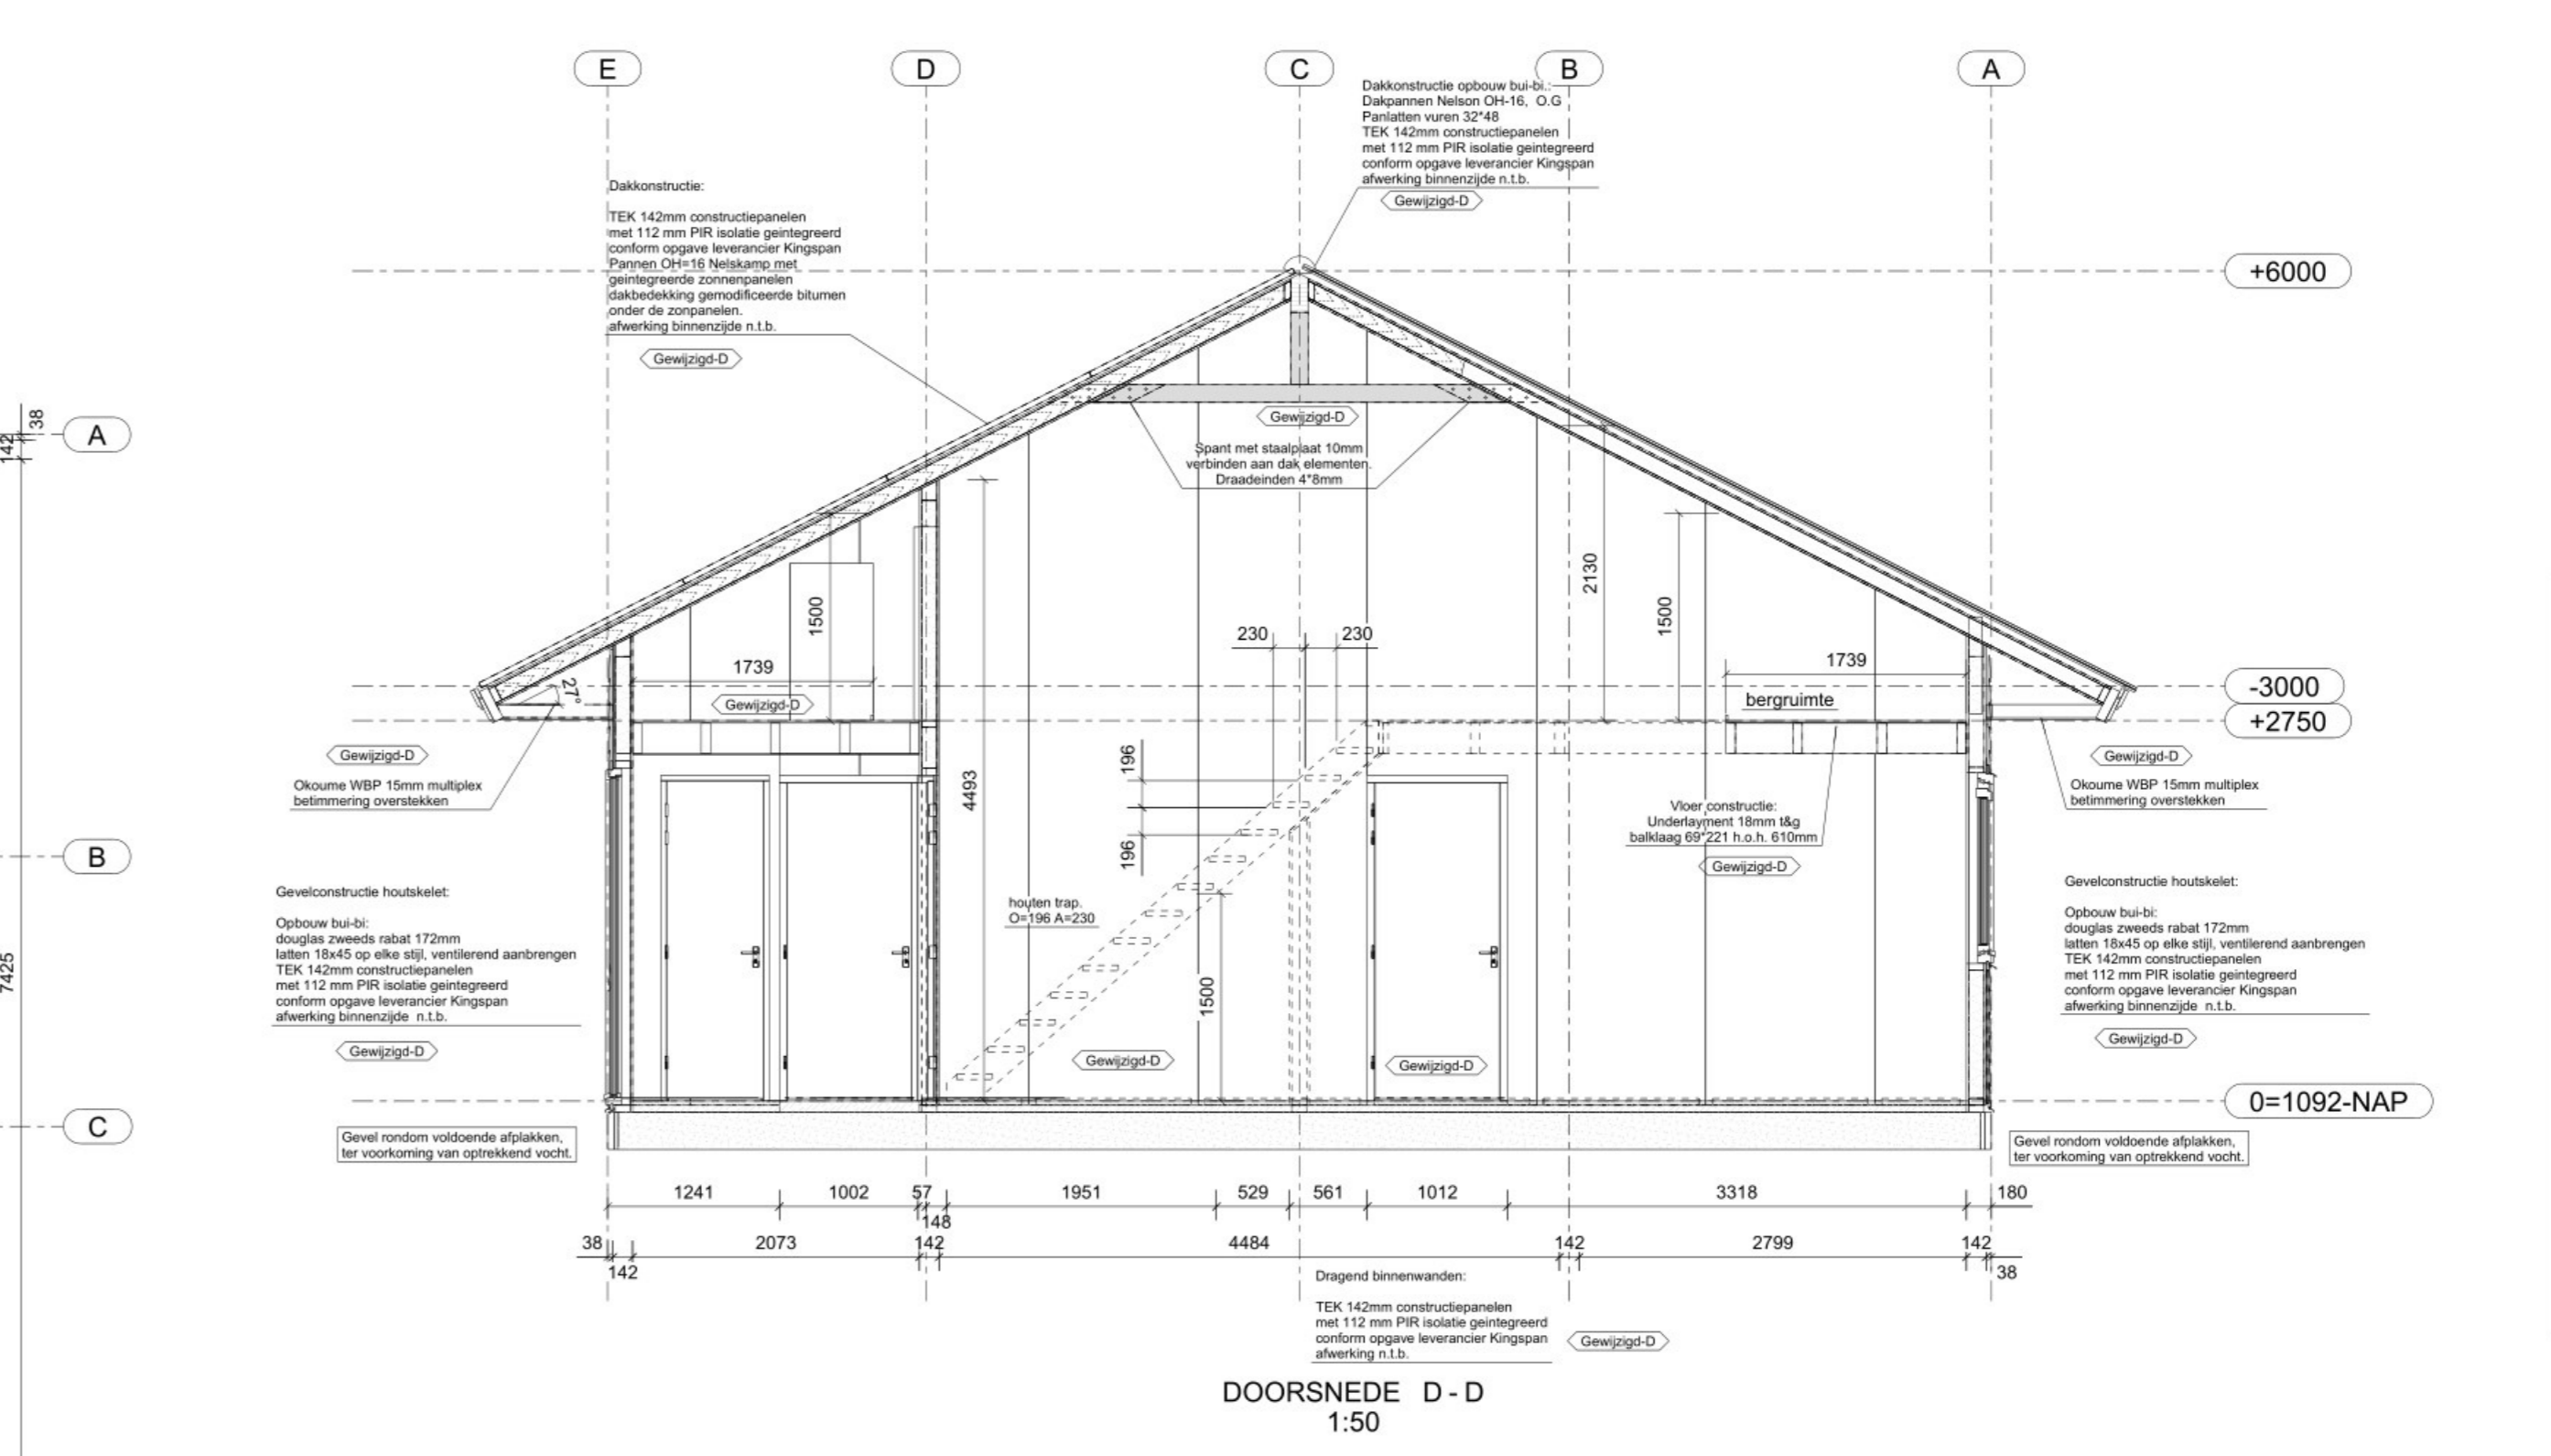 E
D
C
B
A
Dakkonstructie opbouw bui-bi.:
Dakpannen Nelson OH-16, O.G
Panlatten vuren 32*48
TEK 142mm constructiepanelen
met 112 mm PIR isolatie geintegreerd
conform opgave leverancier Kingspan
afwerking binnenzijde n.t.b.
Gewijzigd-D
Dakkonstructie:
TEK 142mm constructiepanelen
met 112 mm PIR isolatie geintegreerd
conform opgave leverancier Kingspan
Pannen OH=16 Nelskamp met
geintegreerde zonnenpanelen
dakbedekking gemodificeerde bitumen
onder de zonpanelen.
afwerking binnenzijde n.t.b.
Gewijzigd-D
+6000
38
142
A
Gewijzigd-D
Spant met staalplaat 10mm
verbinden aan dak elementen.
Draadeinden 4*8mm
2130
1500
1500
230
230
1739
1739
27°
Gewijzigd-D
bergruimte
-3000
+2750
Gewijzigd-D
Okoume WBP 15mm multiplex
betimmering overstekken
196
4493
196
Vloer constructie:
Underlayment 18mm t&g
balklaag 69*221 h.o.h. 610mm
Gewijzigd-D
Gewijzigd-D
Okoume WBP 15mm multiplex
betimmering overstekken
B
Gevelconstructie houtskelet:
Opbouw bui-bi:
douglas zweeds rabat 172mm
latten 18x45 op elke stijl, ventilerend aanbrengen
TEK 142mm constructiepanelen
met 112 mm PIR isolatie geintegreerd
conform opgave leverancier Kingspan
afwerking binnenzijde n.t.b.
Gewijzigd-D
7425
houten trap.
O=196 A=230
1500
Gewijzigd-D
Gewijzigd-D
Gevelconstructie houtskelet:
Opbouw bui-bi:
douglas zweeds rabat 172mm
latten 18x45 op elke stijl, ventilerend aanbrengen
TEK 142mm constructiepanelen
met 112 mm PIR isolatie geintegreerd
conform opgave leverancier Kingspan
afwerking binnenzijde n.t.b.
Gewijzigd-D
0=1092-NAP
C
Gevel rondom voldoende afplakken,
ter voorkoming van optrekkend vocht.
Gevel rondom voldoende afplakken,
ter voorkoming van optrekkend vocht.
1241 1002 57 1951 529 561 1012 3318 180
148
38 2073 142 4484 142 2799 142
142 38
Dragend binnenwanden:
TEK 142mm constructiepanelen
met 112 mm PIR isolatie geintegreerd
conform opgave leverancier Kingspan
afwerking n.t.b.
Gewijzigd-D
DOORSNEDE D - D
1:50